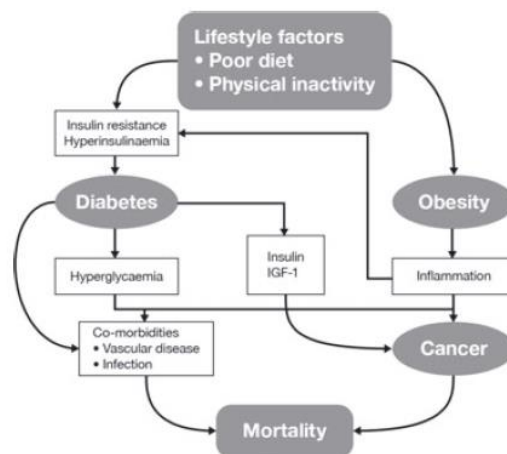 Lifestyle factors
• Poor diet
• Physical inactivity
Insulin resistance
Hyperinsulinaemia
Diabetes
Obesity
Hyperglycaemia
Insulin
IGF-1
Inflammation
Co-morbidities
• Vascular disease
• Infection
Cancer
Mortality